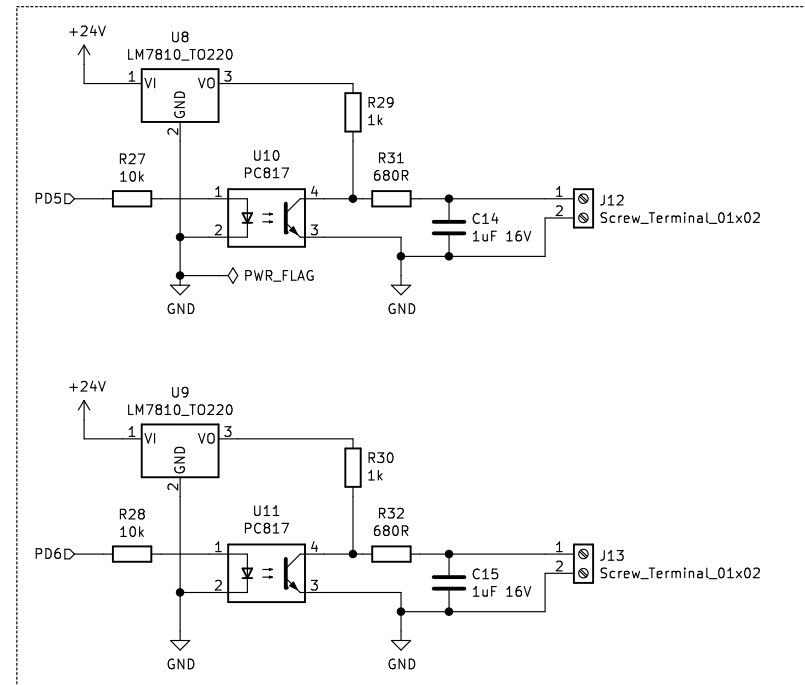 +24V
U8
LM7810_TO220
1 VI VO 3
GND
2
R29
1k
R27
10k
U10
PC817
R31
680R
PD5
1
4
1
J12
2
Screw_Terminal_01x02
C14
1uF 16V
2
3
PWR_FLAG
GND
GND
+24V
U9
LM7810_TO220
1 VI VO 3
GND
2
R30
1k
R28
10k
U11
PC817
R32
680R
PD6
1
4
1
J13
2
Screw_Terminal_01x02
C15
1uF 16V
2
3
GND
GND